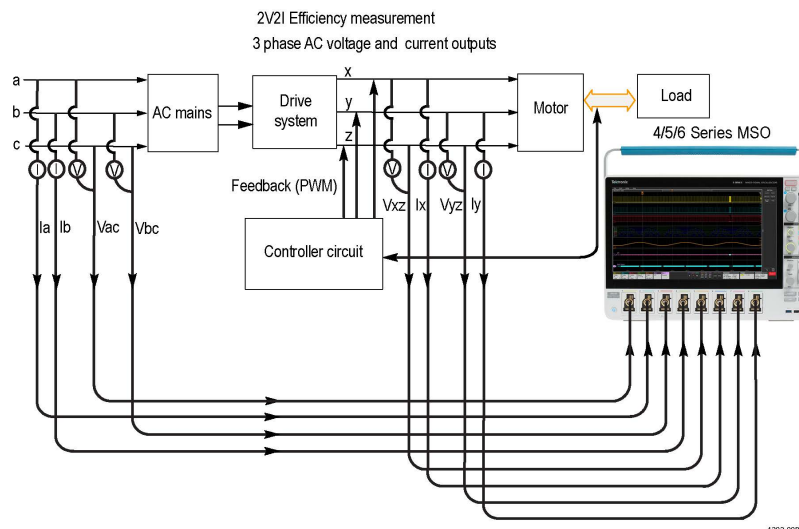 2V2I Efficiency measurement
3 phase AC voltage and current outputs
a
b
c
AC mains
Drive
system
x
y
z
Motor
Load
4/5/6 Series MSO
I
I
V
V
V
I
V
I
Feedback (PWM)
Ia
Ib
Vac
Vbc
Vxz
Ix
Vyz
Iy
Controller circuit
Tektronix